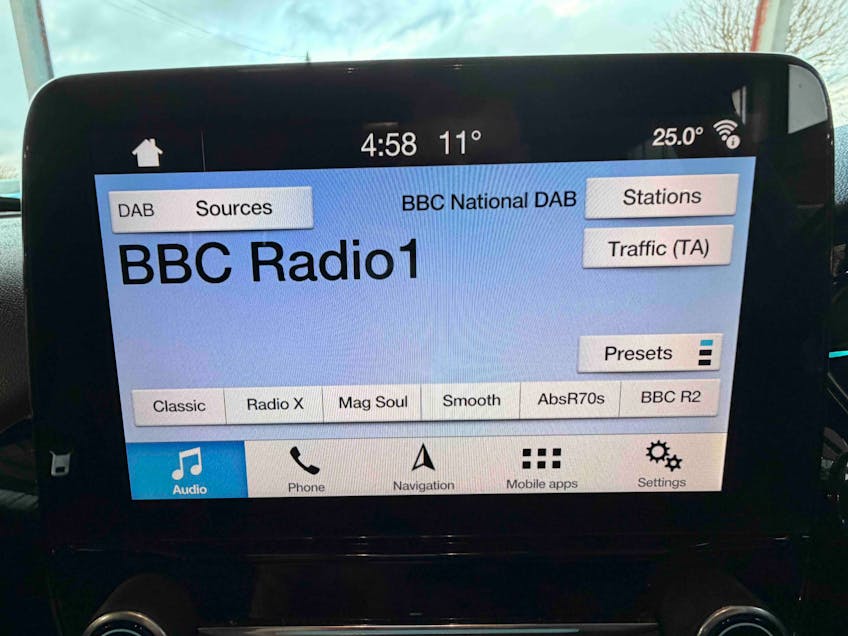 4:58 11° 25.0°
DAB Sources BBC National DAB Stations
BBC Radio1 Traffic (TA)
Presets
Classic Radio X Mag Soul Smooth AbsR70s BBC R2
Audio Phone Navigation Mobile apps Settings